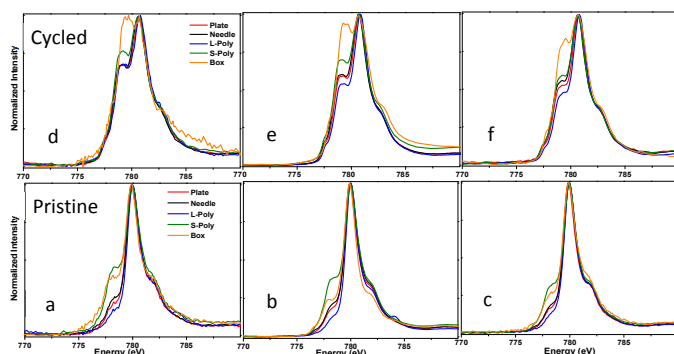 Cycled
Normalized Intensity
Plate
Needle
L-Poly
S-Poly
Box
d
e
f
770 775 780 785 770 775 780 785 770 775 780 785
Pristine
Normalized Intensity
Plate
Needle
L-Poly
S-Poly
Box
a
b
c
770 775 780 785 770 775 780 785 770 775 780 785
Energy (eV) Energy (eV) Energy (eV)